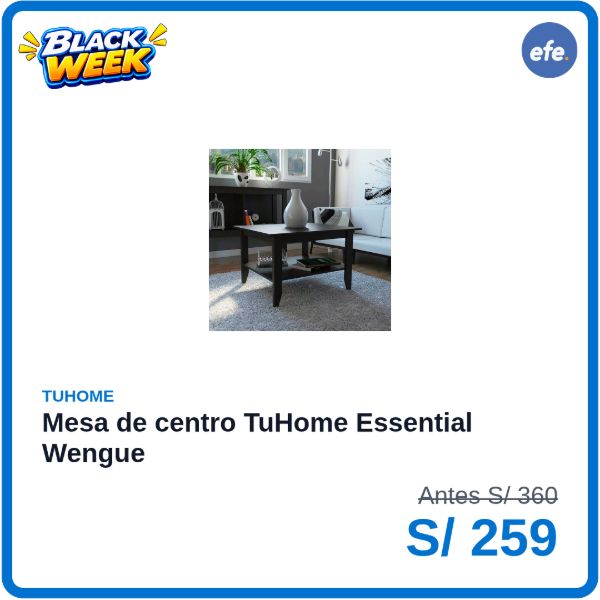 BLACK
WEEK
efe.
TUHOME
Mesa de centro TuHome Essential
Wengue
Antes S/ 360
S/ 259